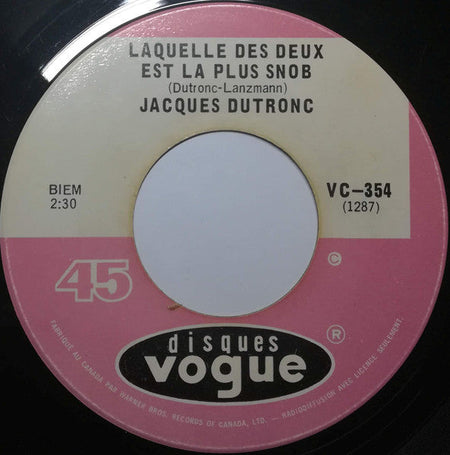 LAQUELLE DES DEUX
EST LA PLUS SNOB
(Dutronc-Lanzmann)
JACQUES DUTRONC
BIEM
2:30
VC-354
(1287)
45
©
disques
vogue
®
FABRIQUÉ AU CANADA PAR WARNER BROS. RECORDS OF CANADA, LTD. — RADIODIFFUSION AVEC LICENCE SEULEMENT.